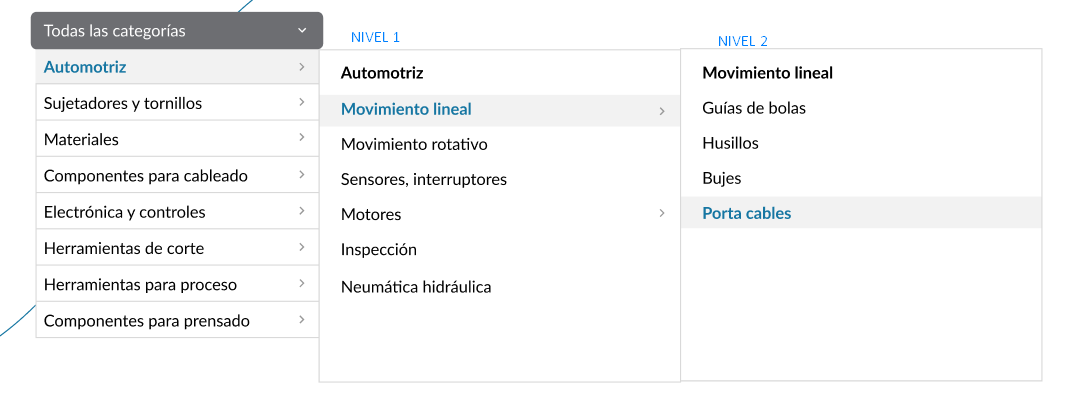 Todas las categorías
Automotriz
Sujetadores y tornillos
Materiales
Componentes para cableado
Electrónica y controles
Herramientas de corte
Herramientas para proceso
Componentes para prensado
NIVEL 1
Automotriz
Movimiento lineal
Movimiento rotativo
Sensores, interruptores
Motores
Inspección
Neumática hidráulica
NIVEL 2
Movimiento lineal
Guías de bolas
Husillos
Bujes
Porta cables